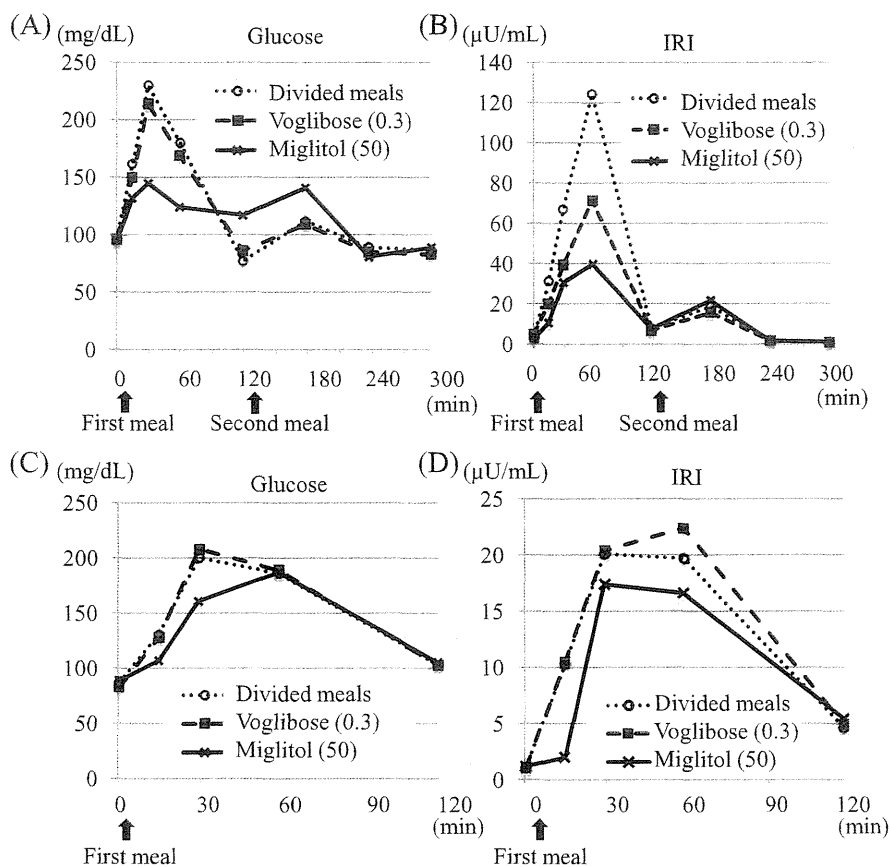 (A) (mg/dL) Glucose
250
200
150
100
50
0
Divided meals
Voglibose (0.3)
Miglitol (50)
0 60 120 180 240 300
(min)
First meal Second meal
(B) (µU/mL) IRI
140
120
100
80
60
40
20
0
Divided meals
Voglibose (0.3)
Miglitol (50)
0 60 120 180 240 300
(min)
First meal Second meal
(C) (mg/dL) Glucose
250
200
150
100
50
0
Divided meals
Voglibose (0.3)
Miglitol (50)
0 30 60 90 120
(min)
First meal
(D) (µU/mL) IRI
25
20
15
10
5
0
Divided meals
Voglibose (0.3)
Miglitol (50)
0 30 60 90 120
(min)
First meal